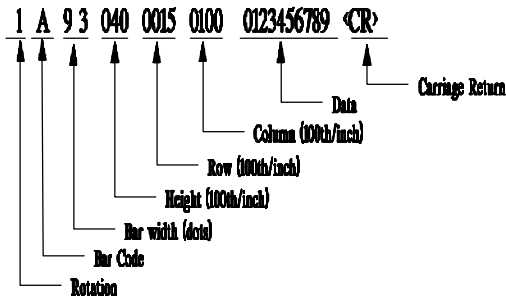 1 A 9 3 040 0015 0100 0123456789 <CR>
Carriage Return
Data
Column (100th/inch)
Row (100th/inch)
Height (100th/inch)
Bar width (dots)
Bar Code
Rotation